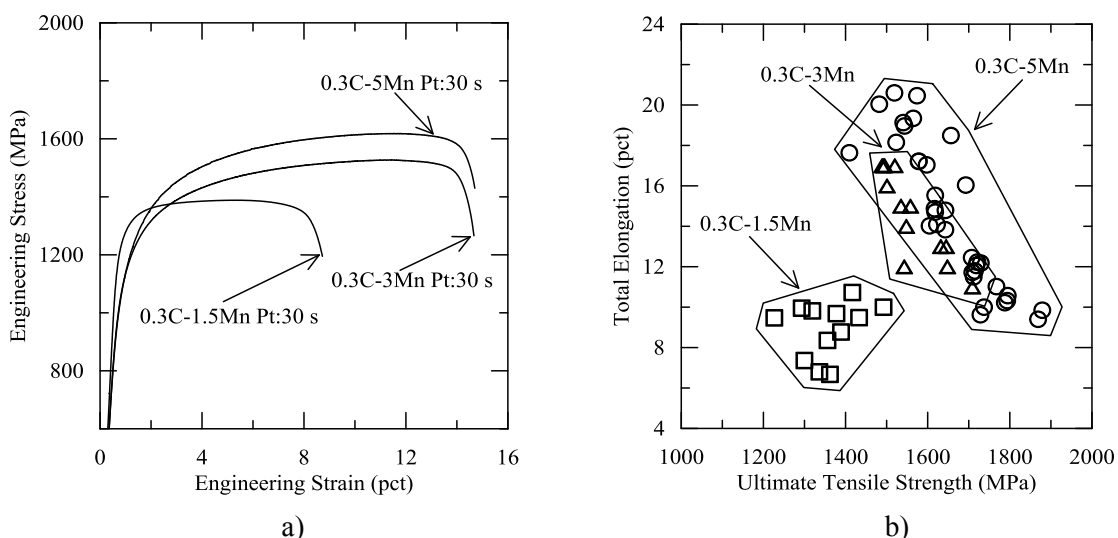 a)
2000
1600
1200
800
Engineering Stress (MPa)
0.3C-5Mn Pt:30 s
0.3C-3Mn Pt:30 s
0.3C-1.5Mn Pt:30 s
0 4 8 12 16
Engineering Strain (pct)
a)
b)
24
20
16
12
8
4
Total Elongation (pct)
0.3C-3Mn
0.3C-5Mn
0.3C-1.5Mn
1000 1200 1400 1600 1800 2000
Ultimate Tensile Strength (MPa)
b)